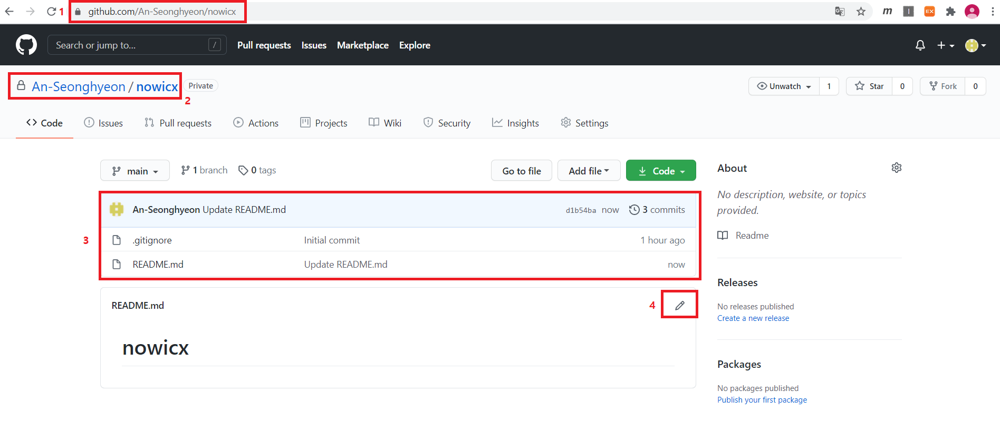 1 github.com/An-Seonghyeon/nowicx m EX
Search or jump to... / Pull requests Issues Marketplace Explore
An-Seonghyeon / nowicx Private Unwatch 1 Star 0 Fork 0
2
Code Issues Pull requests Actions Projects Wiki Security Insights Settings
main 1 branch 0 tags Go to file Add file Code
An-Seonghyeon Update README.md d1b54ba now 3 commits
3 .gitignore Initial commit 1 hour ago
README.md Update README.md now
README.md 4
nowicx
About
No description, website, or topics
provided.
Readme
Releases
No releases published
Create a new release
Packages
No packages published
Publish your first package